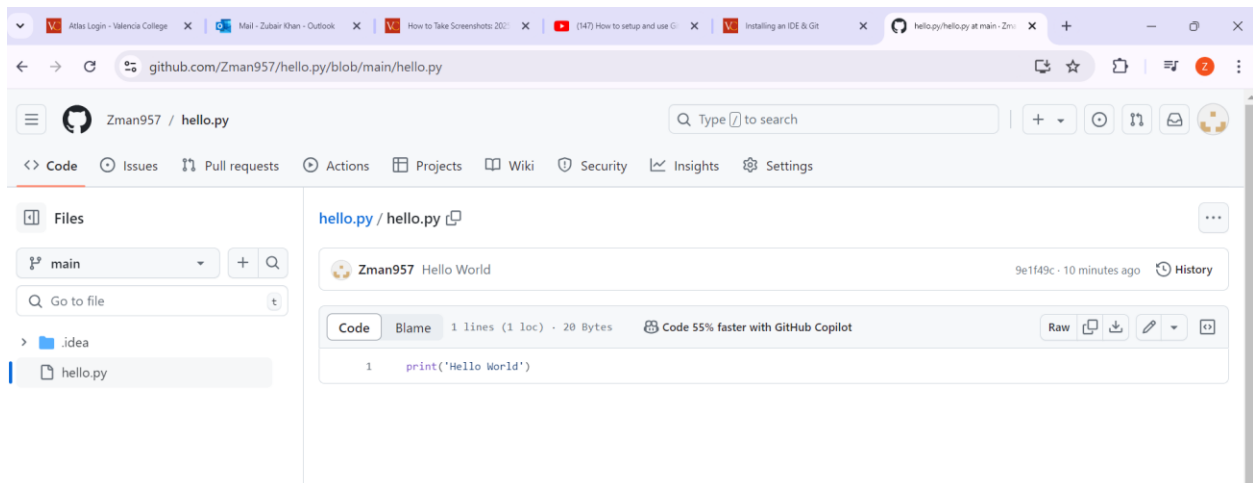 Atlas Login - Valencia College
Mail - Zubair Khan - Outlook
How to Take Screenshots: 202
(147) How to setup and use Gi
Installing an IDE & Git
hello.py/hello.py at main · Zma
github.com/Zman957/hello.py/blob/main/hello.py
Z
Zman957 / hello.py
Type / to search
<> Code Issues Pull requests Actions Projects Wiki Security Insights Settings
Files
hello.py / hello.py
main
Zman957 Hello World
9e1f49c · 10 minutes ago History
Go to file t
Code Blame 1 lines (1 loc) · 20 Bytes Code 55% faster with GitHub Copilot Raw
.idea
1 print('Hello World')
hello.py